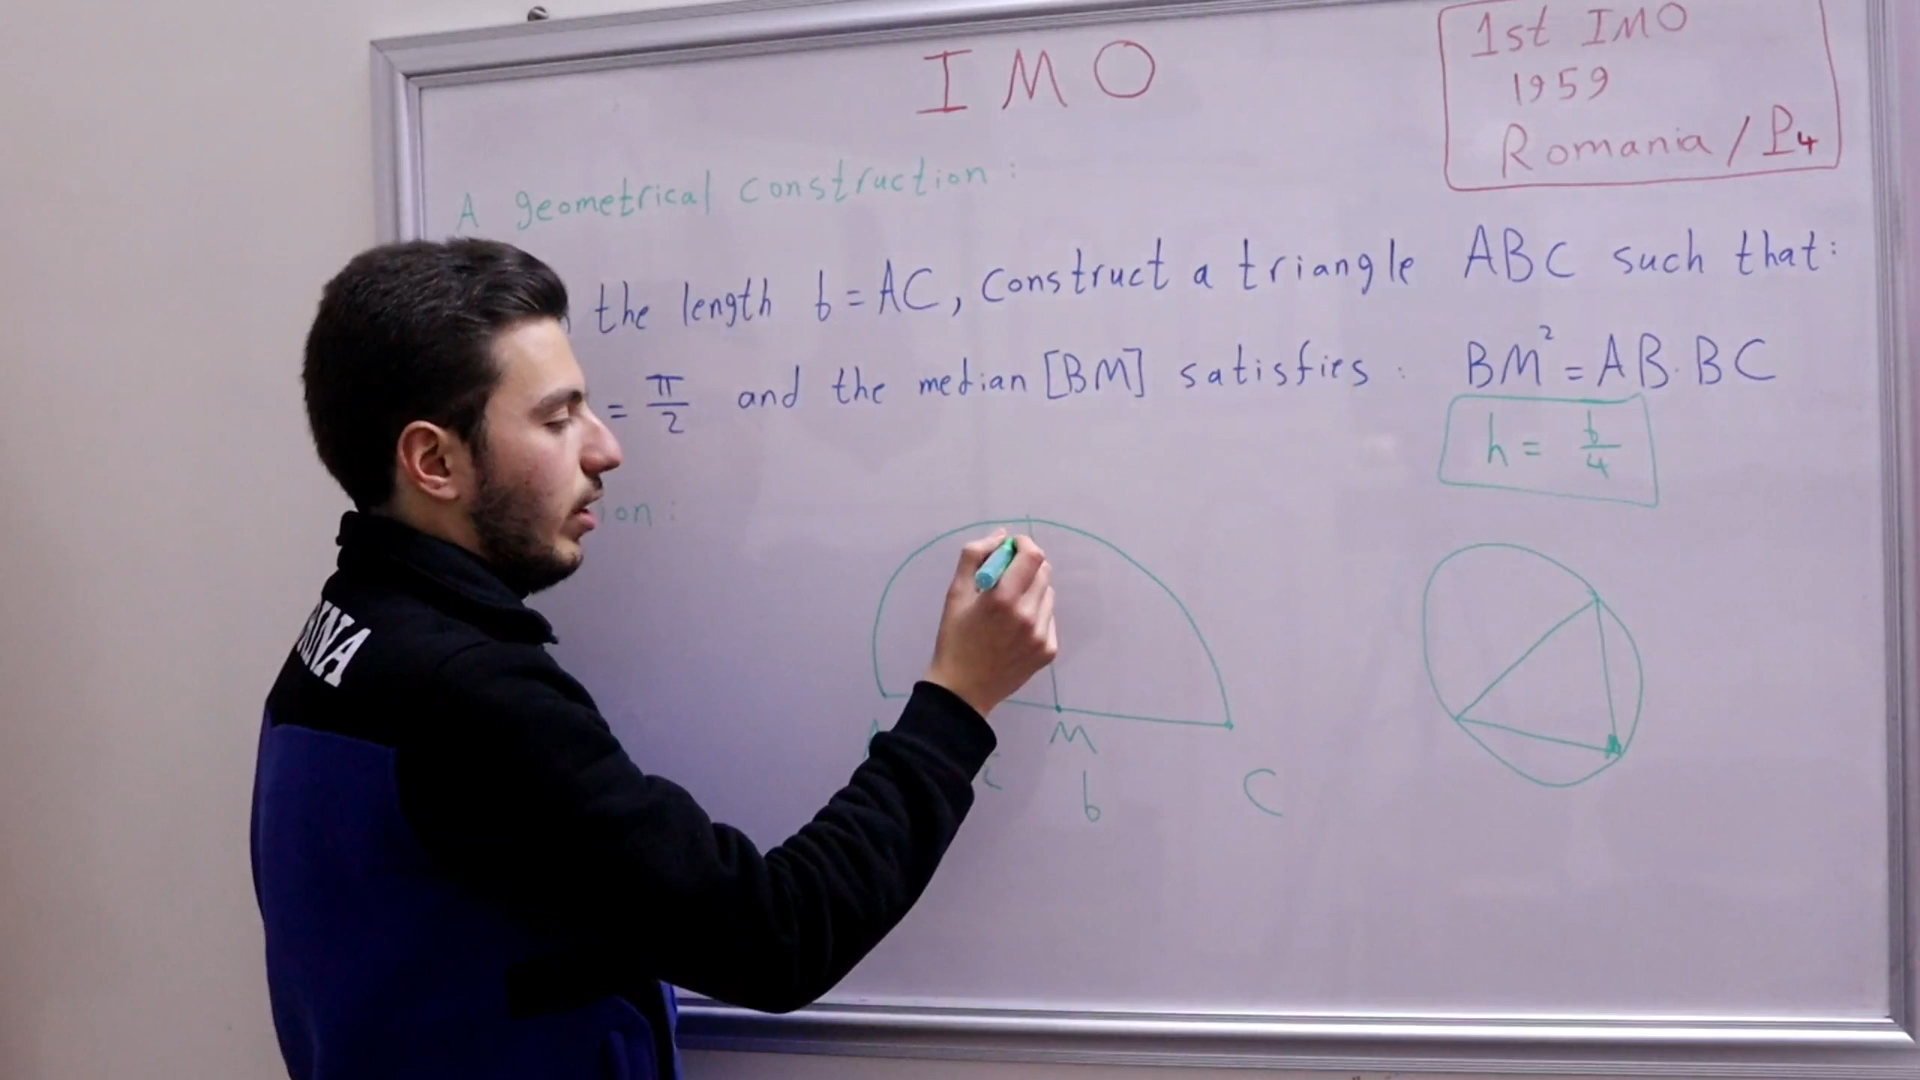 IMO
1st IMO
1959
Romania / P4
A geometrical construction :
the length b = AC, construct a triangle ABC such that :
= π/2 and the median [BM] satisfies : BM² = AB.BC
h = b/4
ion :
M
b
C